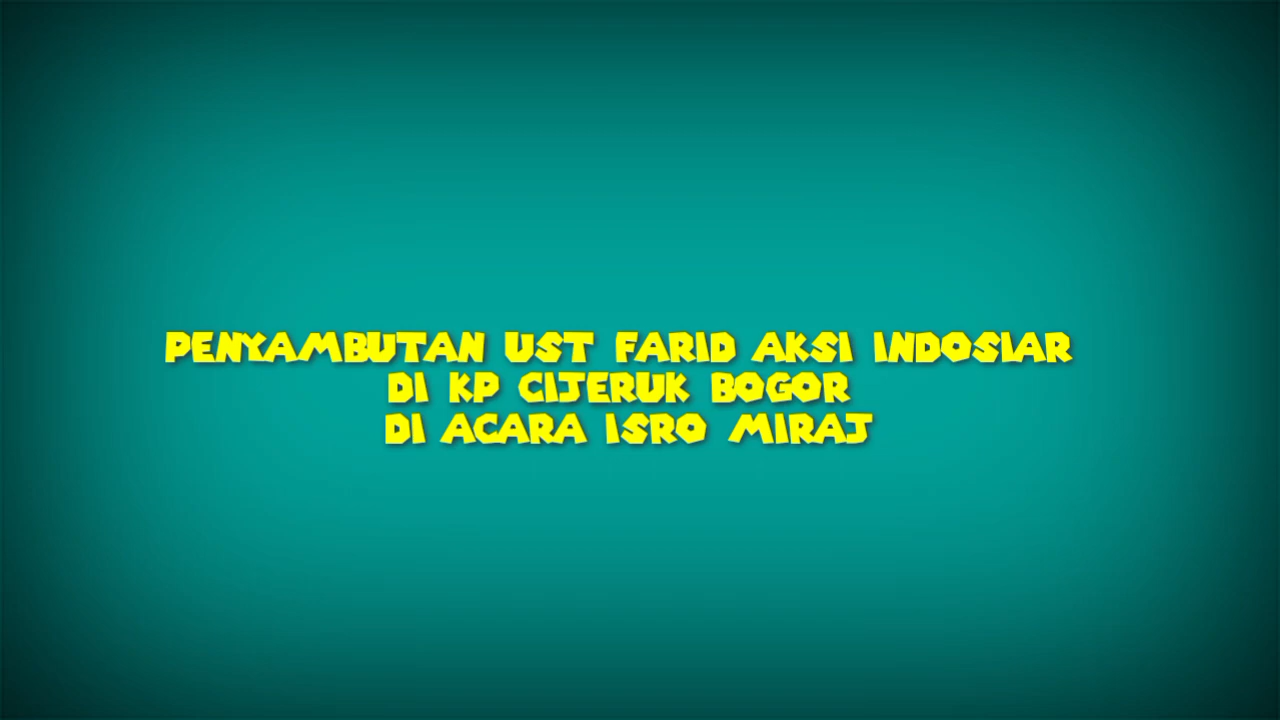 PENYAMBUTAN UST FARID AKSI INDOSIAR
DI KP CIJERUK BOGOR
DI ACARA ISRO MIRAJ